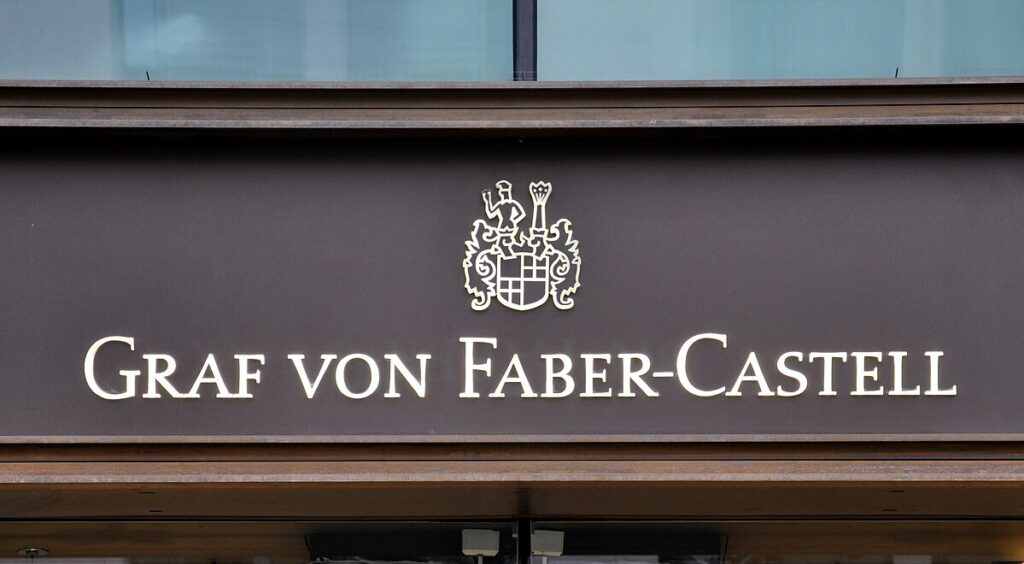 GRAF VON FABER-CASTELL